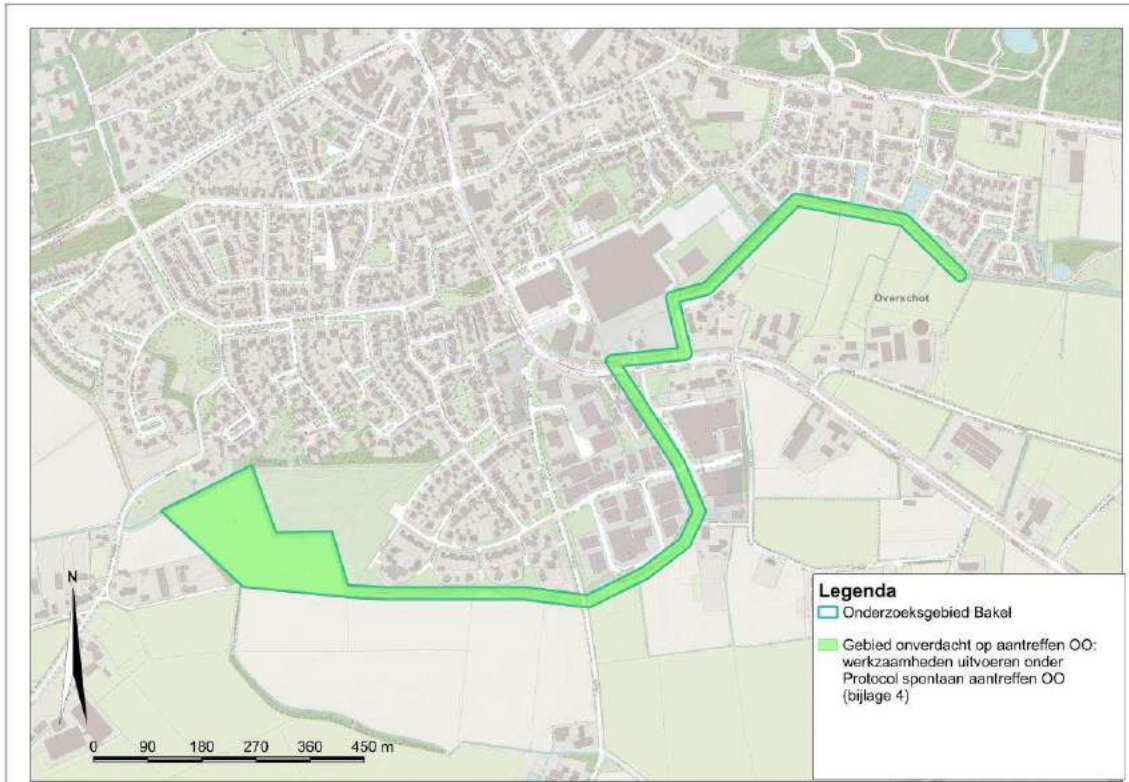 Overschot
N
0 90 180 270 360 450 m
Legenda
Onderzoeksgebied Bakel
Gebied onverdacht op aantreffen OO:
werkzaamheden uitvoeren onder
Protocol spontaan aantreffen OO
(bijlage 4)